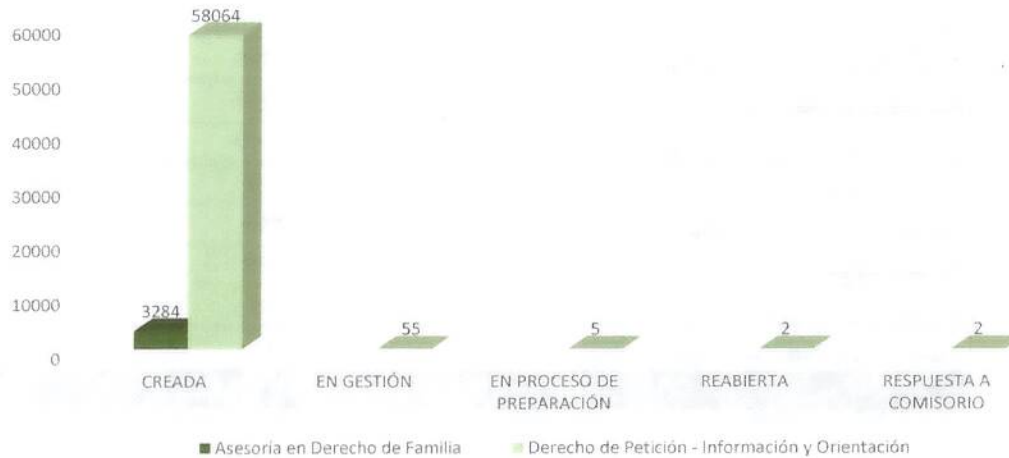 58064
60000
50000
40000
30000
20000
10000
3284
55
5
2
2
0
CREADA
EN GESTIÓN
EN PROCESO DE
PREPARACIÓN
REABIERTA
RESPUESTA A
COMISORIO
Asesoría en Derecho de Familia
Derecho de Petición - Información y Orientación